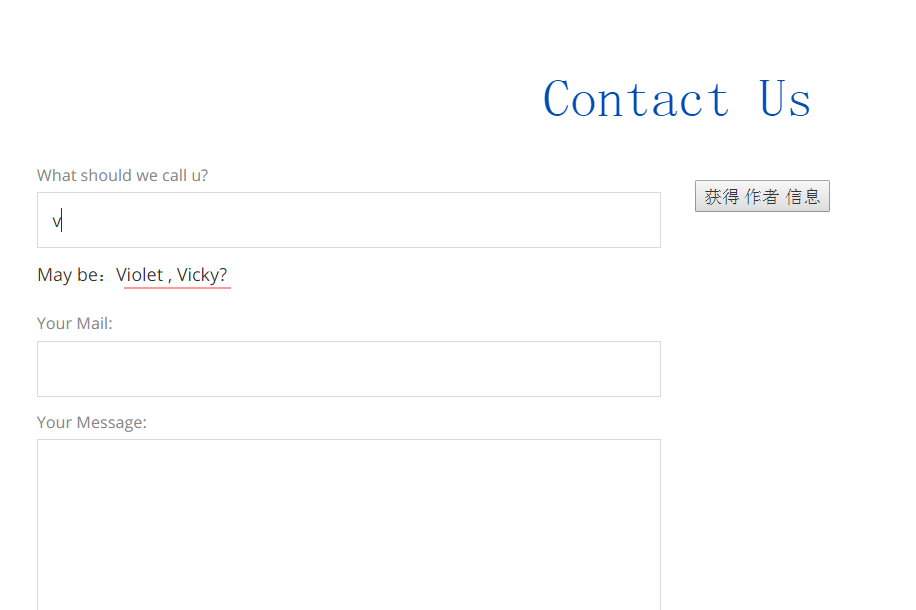 Contact Us
What should we call u?
获得 作者 信息
v
May be：Violet , Vicky?
Your Mail:
Your Message: